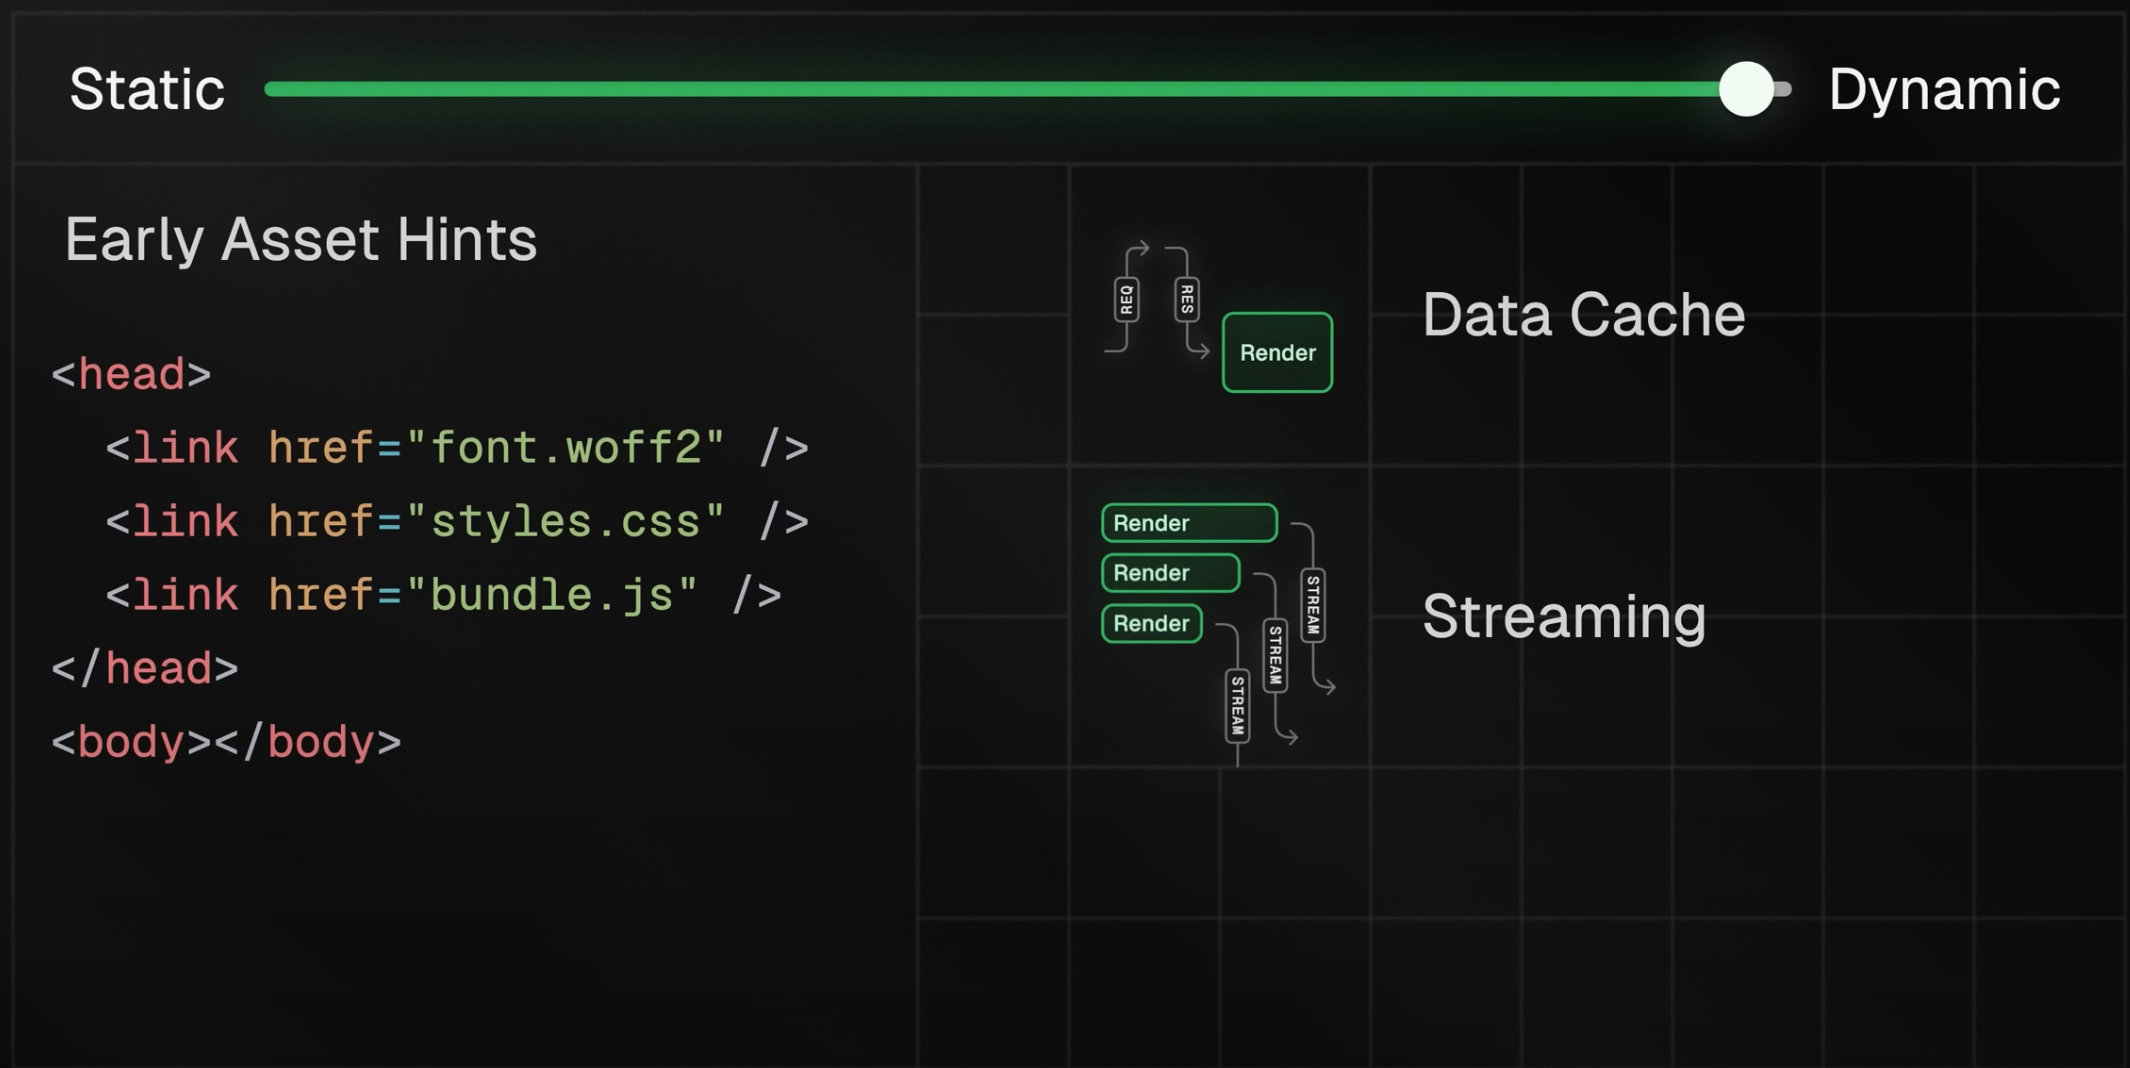 Static
Dynamic
Early Asset Hints
<head>
<link href="font.woff2" />
<link href="styles.css" />
<link href="bundle.js" />
</head>
<body></body>
REQ
RES
Render
Data Cache
Render
Render
Render
STREAM
STREAM
STREAM
Streaming